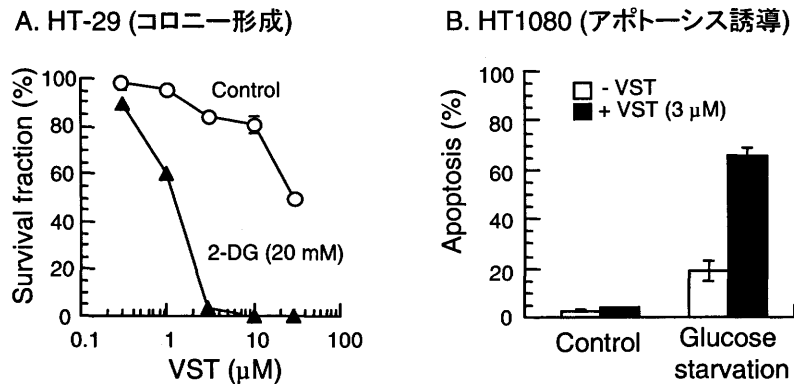 A. HT-29 (コロニー形成)
Survival fraction (%)
100
80
60
40
20
0
Control
2-DG (20 mM)
0.1
1
10
100
VST (μM)
B. HT1080 (アポトーシス誘導)
Apoptosis (%)
100
80
60
40
20
0
- VST
+ VST (3 μM)
Control
Glucose
starvation